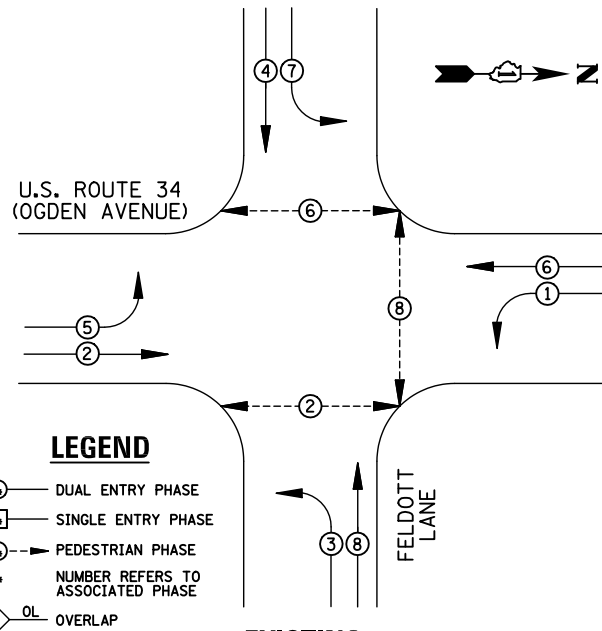 4 7
1 N
U.S. ROUTE 34
(OGDEN AVENUE)
6
6
1
8
5
2
2
LEGEND
DUAL ENTRY PHASE
SINGLE ENTRY PHASE
PEDESTRIAN PHASE
NUMBER REFERS TO
ASSOCIATED PHASE
OL OVERLAP
3 8
FELDOTT
LANE